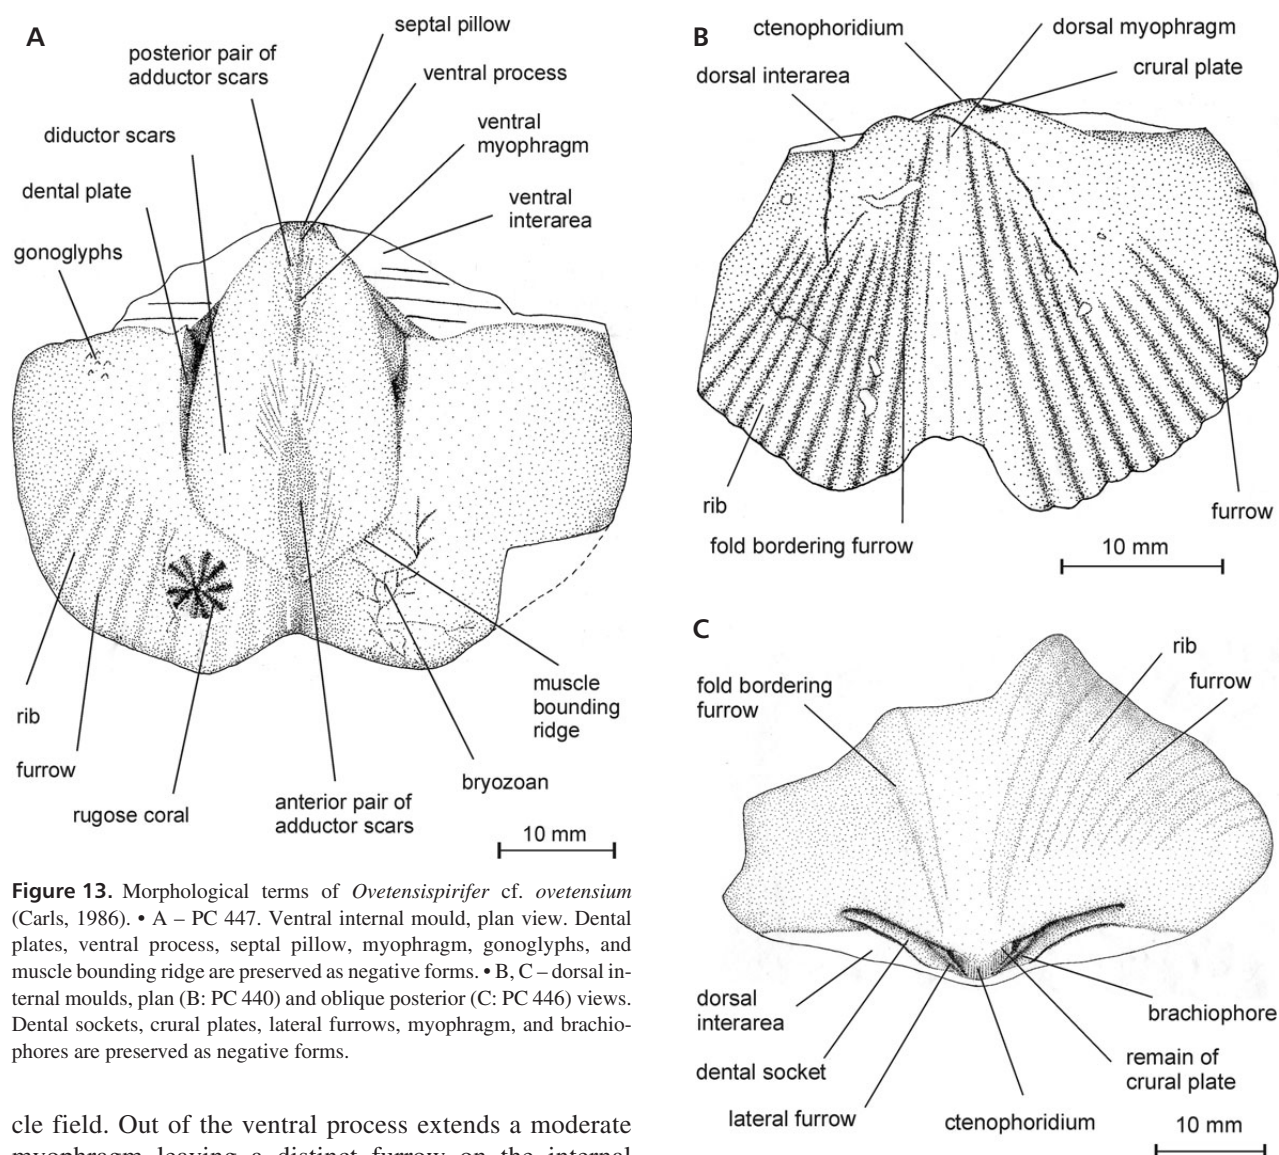 A
septal pillow
posterior pair of
adductor scars
ventral process
diductor scars
ventral
myophragm
dental plate
ventral
interarea
gonoglyphs
rib
furrow
rugose coral
anterior pair of
adductor scars
bryozoan
muscle
bounding
ridge
10 mm
B
ctenophoridium
dorsal myophragm
dorsal interarea
crural plate
rib
fold bordering furrow
furrow
10 mm
C
fold bordering
furrow
rib
furrow
dorsal
interarea
dental socket
lateral furrow
ctenophoridium
brachiophore
remain of
crural plate
10 mm
Figure 13. Morphological terms of Ovetensispirifer cf. ovetensium
(Carls, 1986). • A – PC 447. Ventral internal mould, plan view. Dental
plates, ventral process, septal pillow, myophragm, gonoglyphs, and
muscle bounding ridge are preserved as negative forms. • B, C – dorsal in-
ternal moulds, plan (B: PC 440) and oblique posterior (C: PC 446) views.
Dental sockets, crural plates, lateral furrows, myophragm, and brachio-
phores are preserved as negative forms.
cle field. Out of the ventral process extends a moderate
myophragm leaving a distinct furrow on the internal